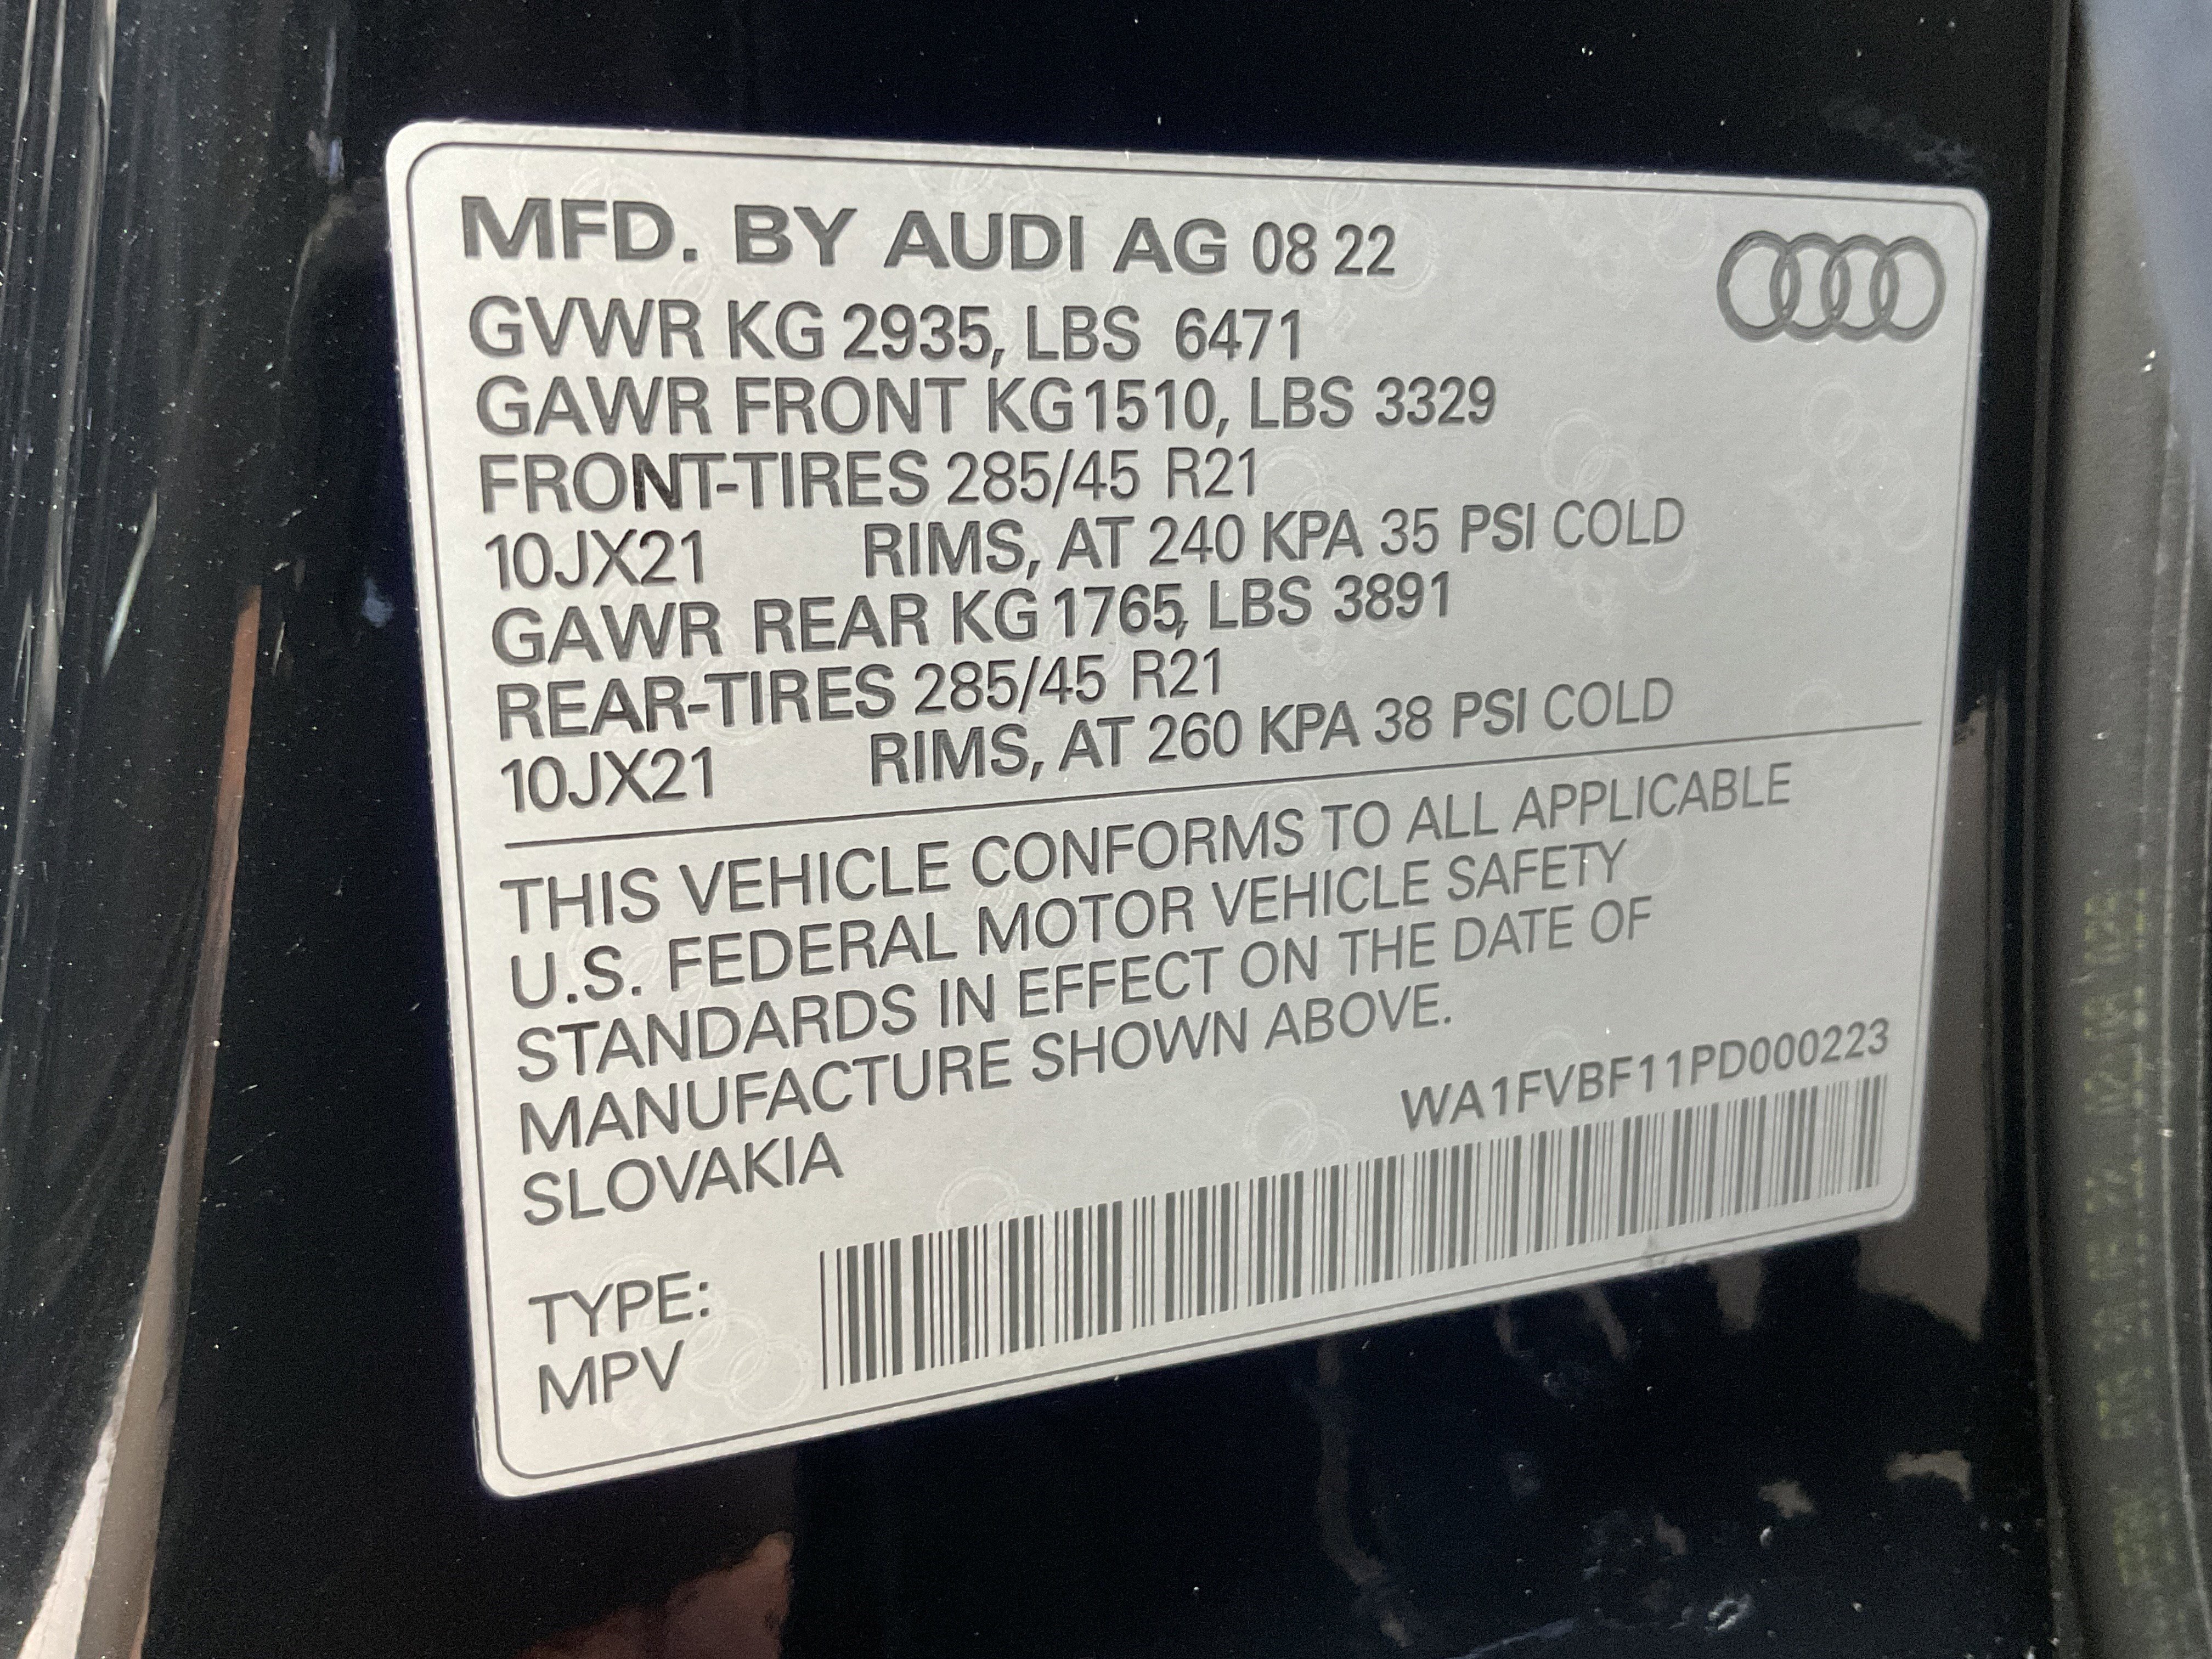 MFD. BY AUDI AG 08 22
GVWR KG 2935, LBS 6471
GAWR FRONT KG 1510, LBS 3329
FRONT-TIRES 285/45 R21
10JX21 RIMS, AT 240 KPA 35 PSI COLD
GAWR REAR KG 1765, LBS 3891
REAR-TIRES 285/45 R21
10JX21 RIMS, AT 260 KPA 38 PSI COLD
THIS VEHICLE CONFORMS TO ALL APPLICABLE
U.S. FEDERAL MOTOR VEHICLE SAFETY
STANDARDS IN EFFECT ON THE DATE OF
MANUFACTURE SHOWN ABOVE.
SLOVAKIA
WA1FVBF11PD000223
TYPE:
MPV